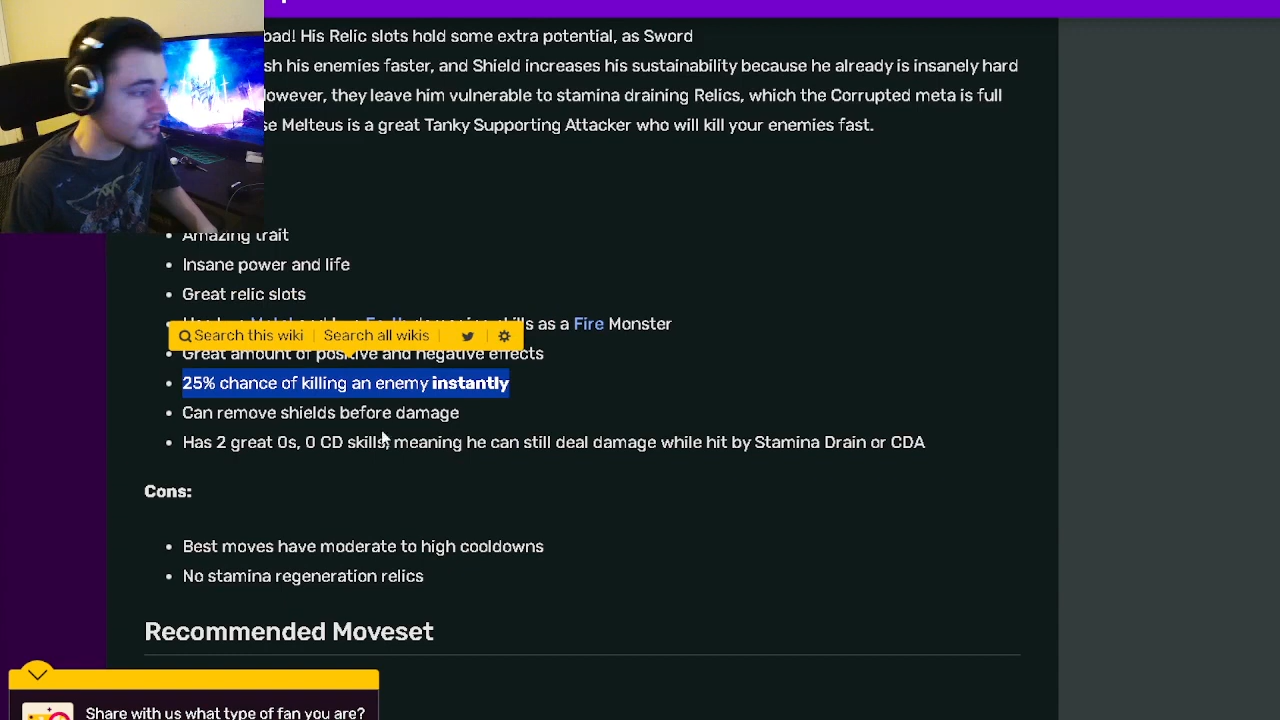 bad! His Relic slots hold some extra potential, as Sword
sh his enemies faster, and Shield increases his sustainability because he already is insanely hard
owever, they leave him vulnerable to stamina draining Relics, which the Corrupted meta is full
se Melteus is a great Tanky Supporting Attacker who will kill your enemies fast.
• Amazing trait
• Insane power and life
• Great relic slots
skills as a Fire Monster
Search this wiki | Search all wikis
• Great amount of positive and negative effects
• 25% chance of killing an enemy instantly
• Can remove shields before damage
• Has 2 great 0s, 0 CD skills, meaning he can still deal damage while hit by Stamina Drain or CDA
Cons:
• Best moves have moderate to high cooldowns
• No stamina regeneration relics
Recommended Moveset
Share with us what type of fan you are?